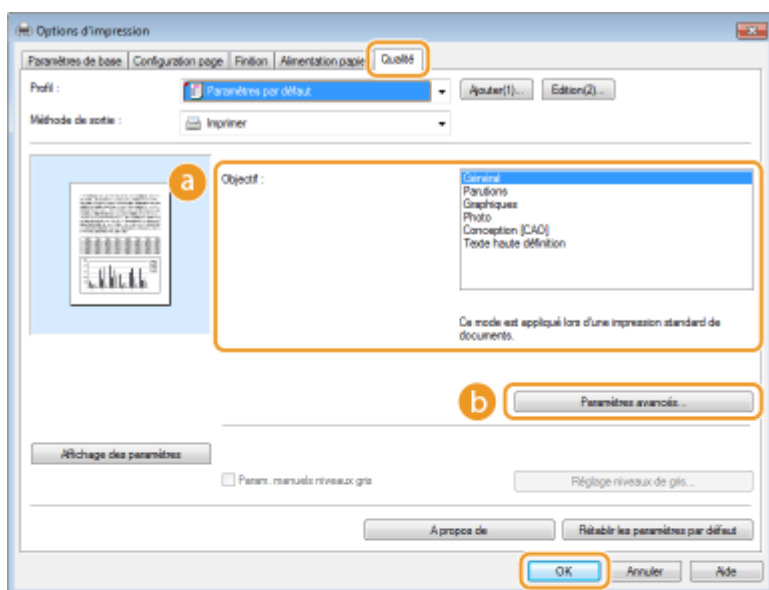 Options d'impression
Paramètres de base Configuration page Finition Alimentation papier Qualité
Profil : Paramètres par défaut Ajouter(1)... Edition(2)...
Méthode de sortie : Imprimer
a
Objectif :
Général
Parutions
Graphiques
Photo
Conception [CAO]
Texte haute définition
Ce mode est appliqué lors d'une impression standard de
documents.
b
Paramètres avancés...
Affichage des paramètres
Param. manuels niveaux gris
Réglage niveaux de gris...
A propos de
Rétablir les paramètres par défaut
OK
Annuler
Aide